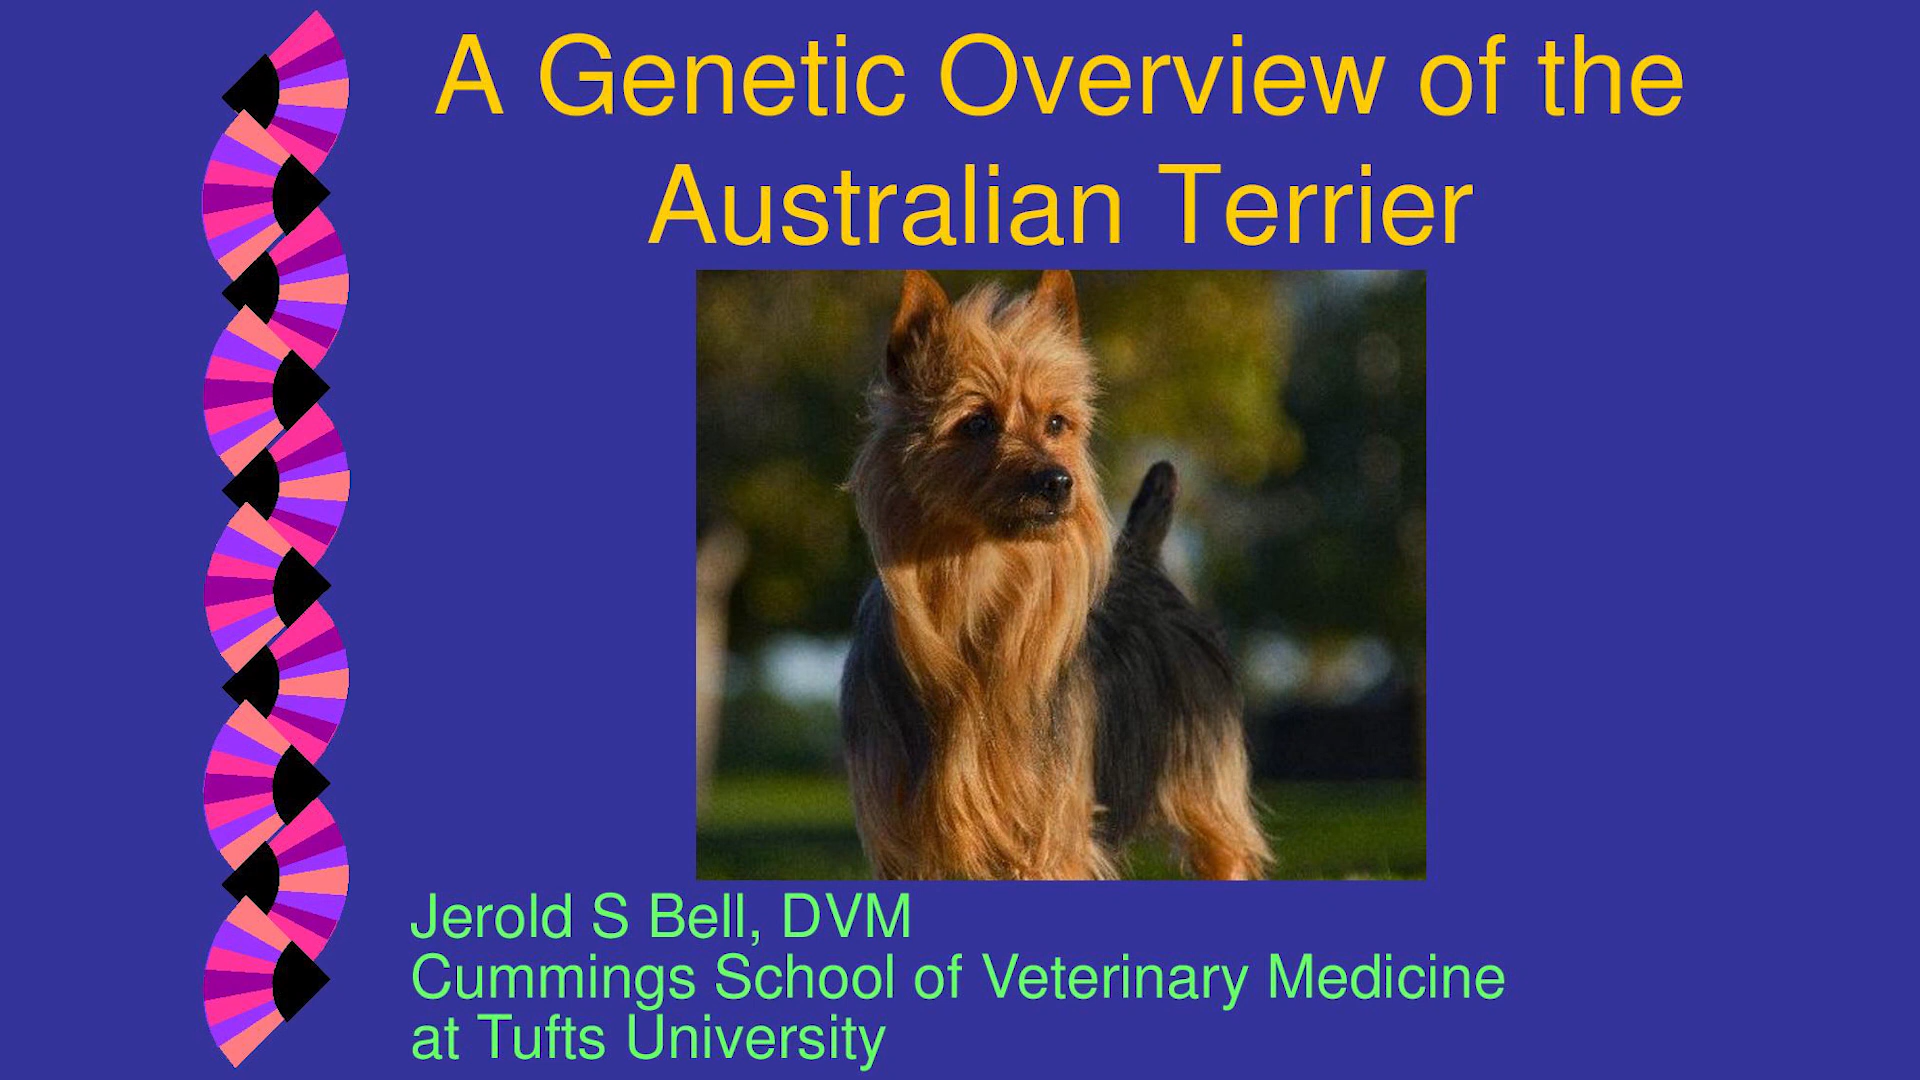 A Genetic Overview of the
Australian Terrier
Jerold S Bell, DVM
Cummings School of Veterinary Medicine
at Tufts University